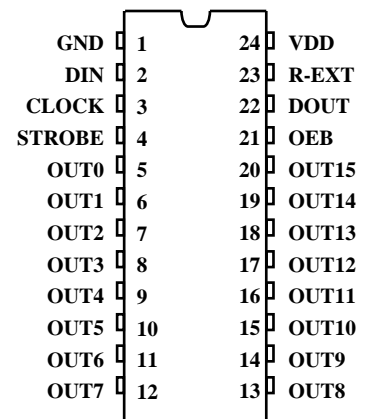 GND 1 24 VDD
DIN 2 23 R-EXT
CLOCK 3 22 DOUT
STROBE 4 21 OEB
OUT0 5 20 OUT15
OUT1 6 19 OUT14
OUT2 7 18 OUT13
OUT3 8 17 OUT12
OUT4 9 16 OUT11
OUT5 10 15 OUT10
OUT6 11 14 OUT9
OUT7 12 13 OUT8